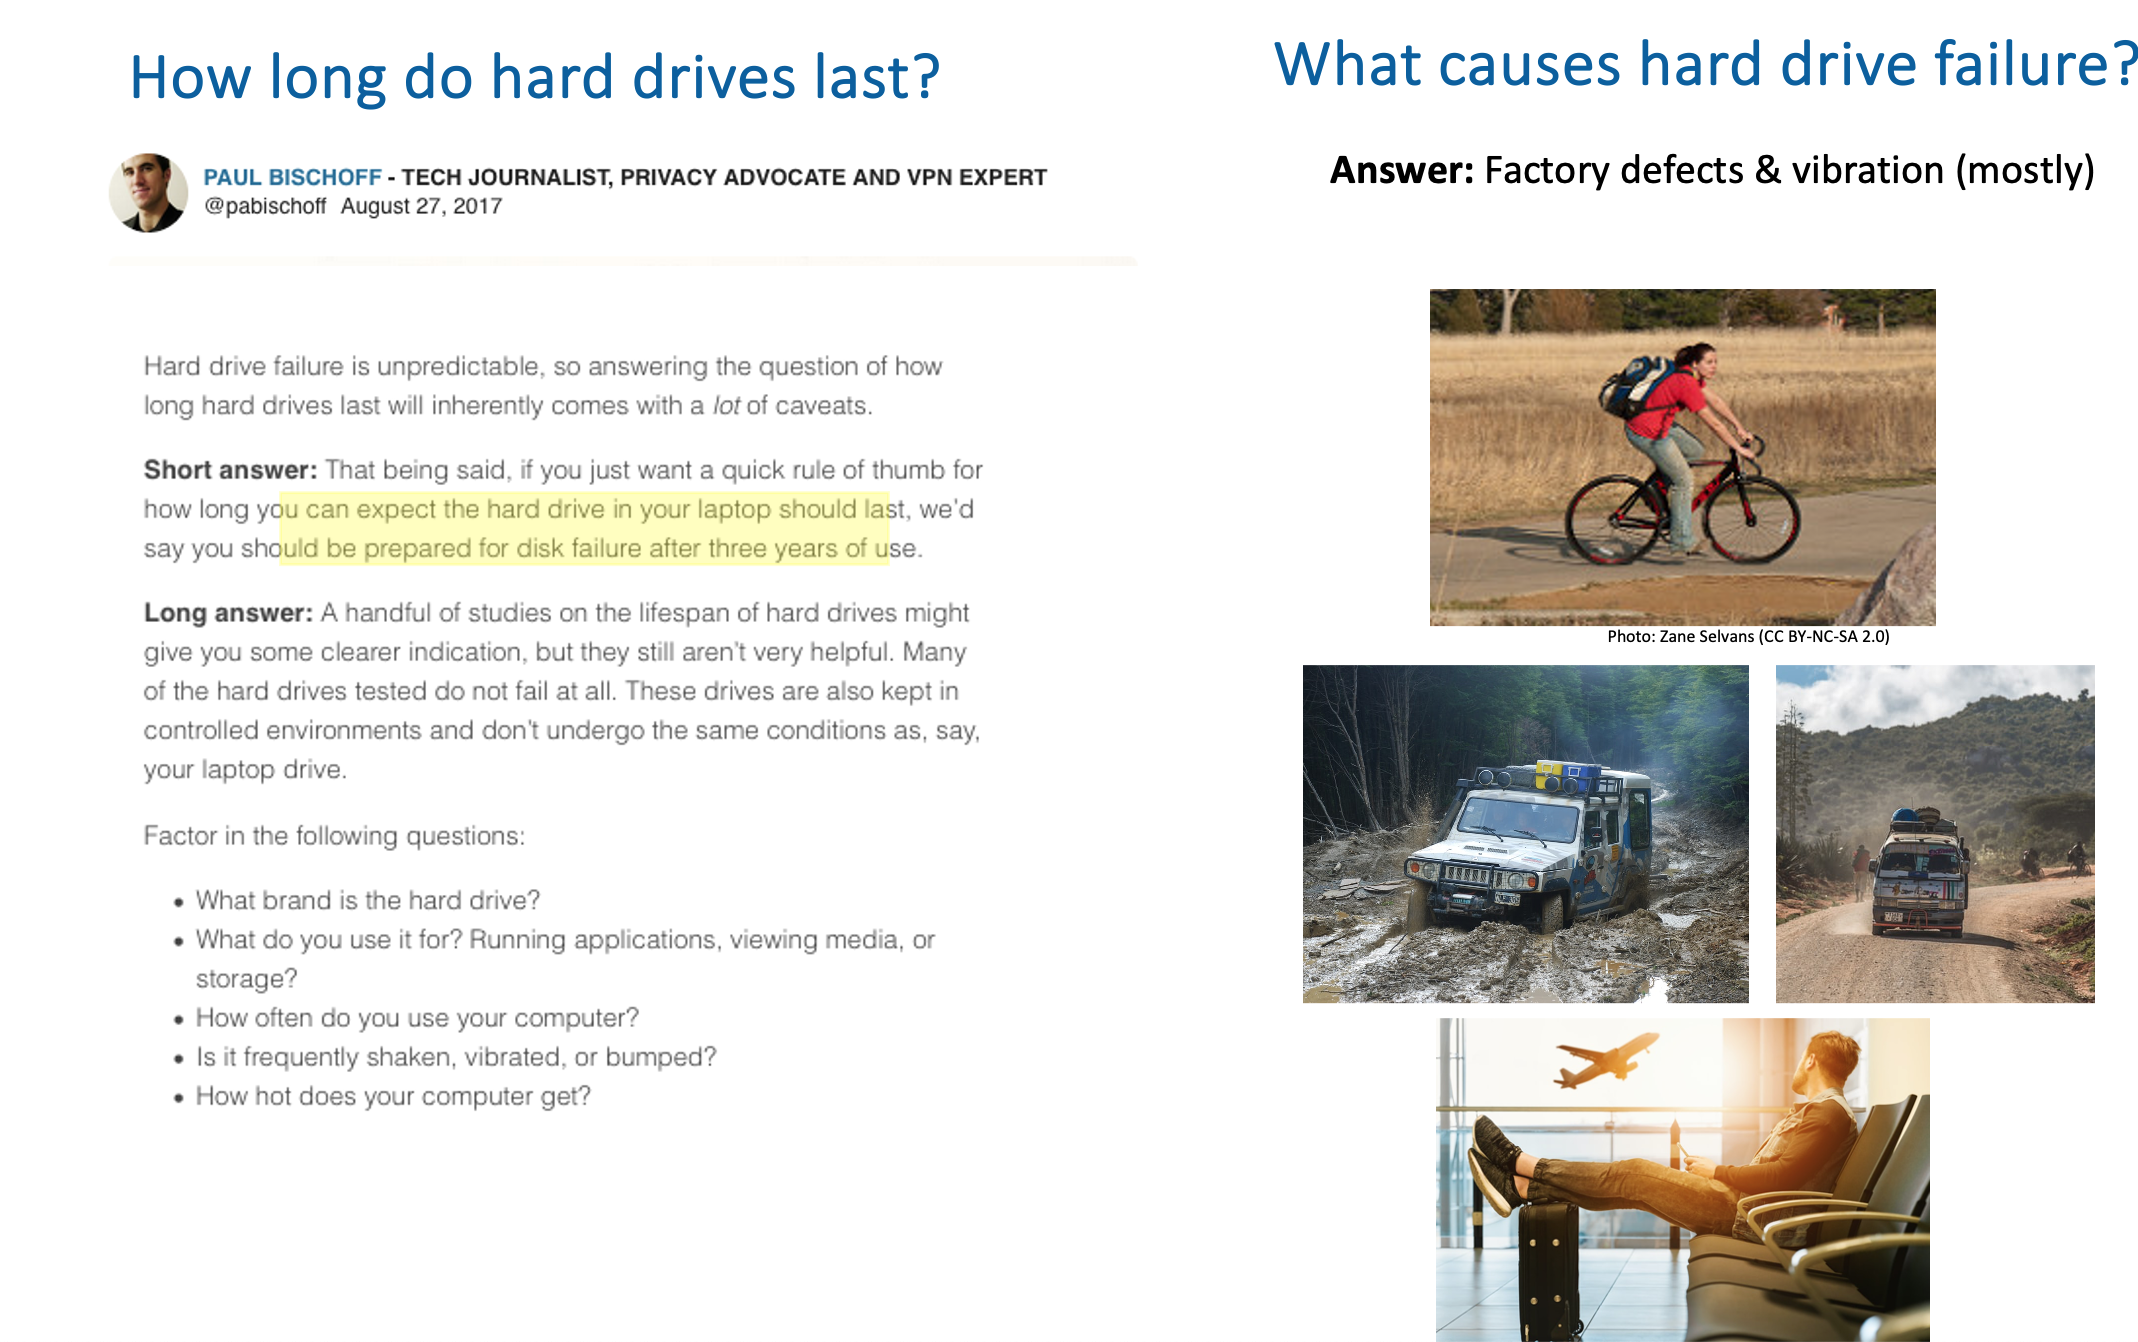 How long do hard drives last?
PAUL BISCHOFF - TECH JOURNALIST, PRIVACY ADVOCATE AND VPN EXPERT
@pabischoff August 27, 2017
Hard drive failure is unpredictable, so answering the question of how
long hard drives last will inherently comes with a lot of caveats.
Short answer: That being said, if you just want a quick rule of thumb for
how long you can expect the hard drive in your laptop should last, we'd
say you should be prepared for disk failure after three years of use.
Long answer: A handful of studies on the lifespan of hard drives might
give you some clearer indication, but they still aren't very helpful. Many
of the hard drives tested do not fail at all. These drives are also kept in
controlled environments and don't undergo the same conditions as, say,
your laptop drive.
Factor in the following questions:
• What brand is the hard drive?
• What do you use it for? Running applications, viewing media, or
storage?
• How often do you use your computer?
• Is it frequently shaken, vibrated, or bumped?
• How hot does your computer get?
What causes hard drive failure?
Answer: Factory defects & vibration (mostly)
Photo: Zane Selvans (CC BY-NC-SA 2.0)